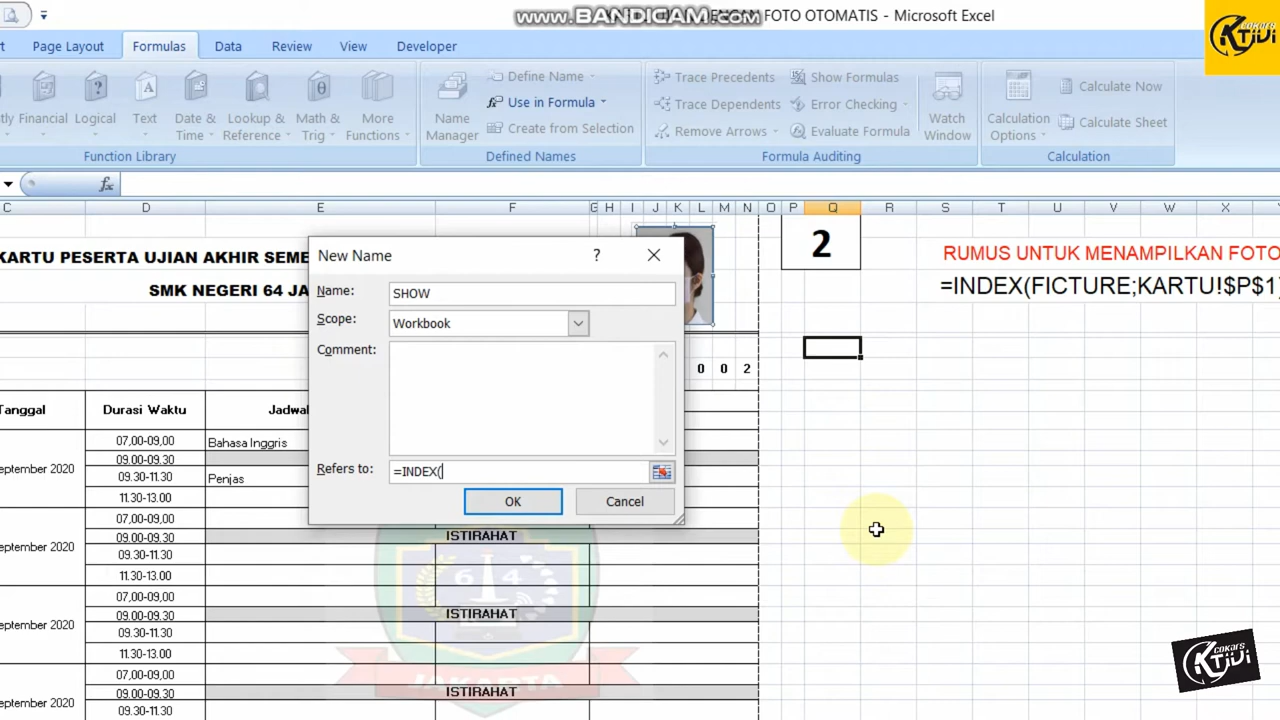 www.BANDICAM.com
ENGAN FOTO OTOMATIS - Microsoft Excel
Page Layout Formulas Data Review View Developer
Financial Logical Text Date & Time Lookup & Reference Math & Trig More Functions
Function Library
Name Manager
Define Name
Use in Formula
Create from Selection
Defined Names
Trace Precedents Show Formulas
Trace Dependents Error Checking
Remove Arrows Evaluate Formula
Formula Auditing
Watch Window
Calculation Options
Calculate Now
Calculate Sheet
Calculation
fx
C D E F G H I J K L M N O P Q R S T U V W X
KARTU PESERTA UJIAN AKHIR SEME
SMK NEGERI 64 JA
2
RUMUS UNTUK MENAMPILKAN FOTO
=INDEX(FICTURE;KARTU!$P$1)
New Name
Name: SHOW
Scope: Workbook
Comment:
Refers to: =INDEX(
OK Cancel
0 0 2
Tanggal Durasi Waktu Jadwal
eptember 2020
07,00-09,00 Bahasa Inggris
09.00-09.30
09.30-11.30 Penjas
11.30-13.00
eptember 2020
07,00-09,00
09.00-09.30 ISTIRAHAT
09.30-11.30
11.30-13.00
eptember 2020
07,00-09,00
09.00-09.30 ISTIRAHAT
09.30-11.30
11.30-13.00
eptember 2020
07,00-09,00
09.00-09.30 ISTIRAHAT
09.30-11.30
6 4
JAKARTA
cokars
KTiVi
cokars
KTiVi